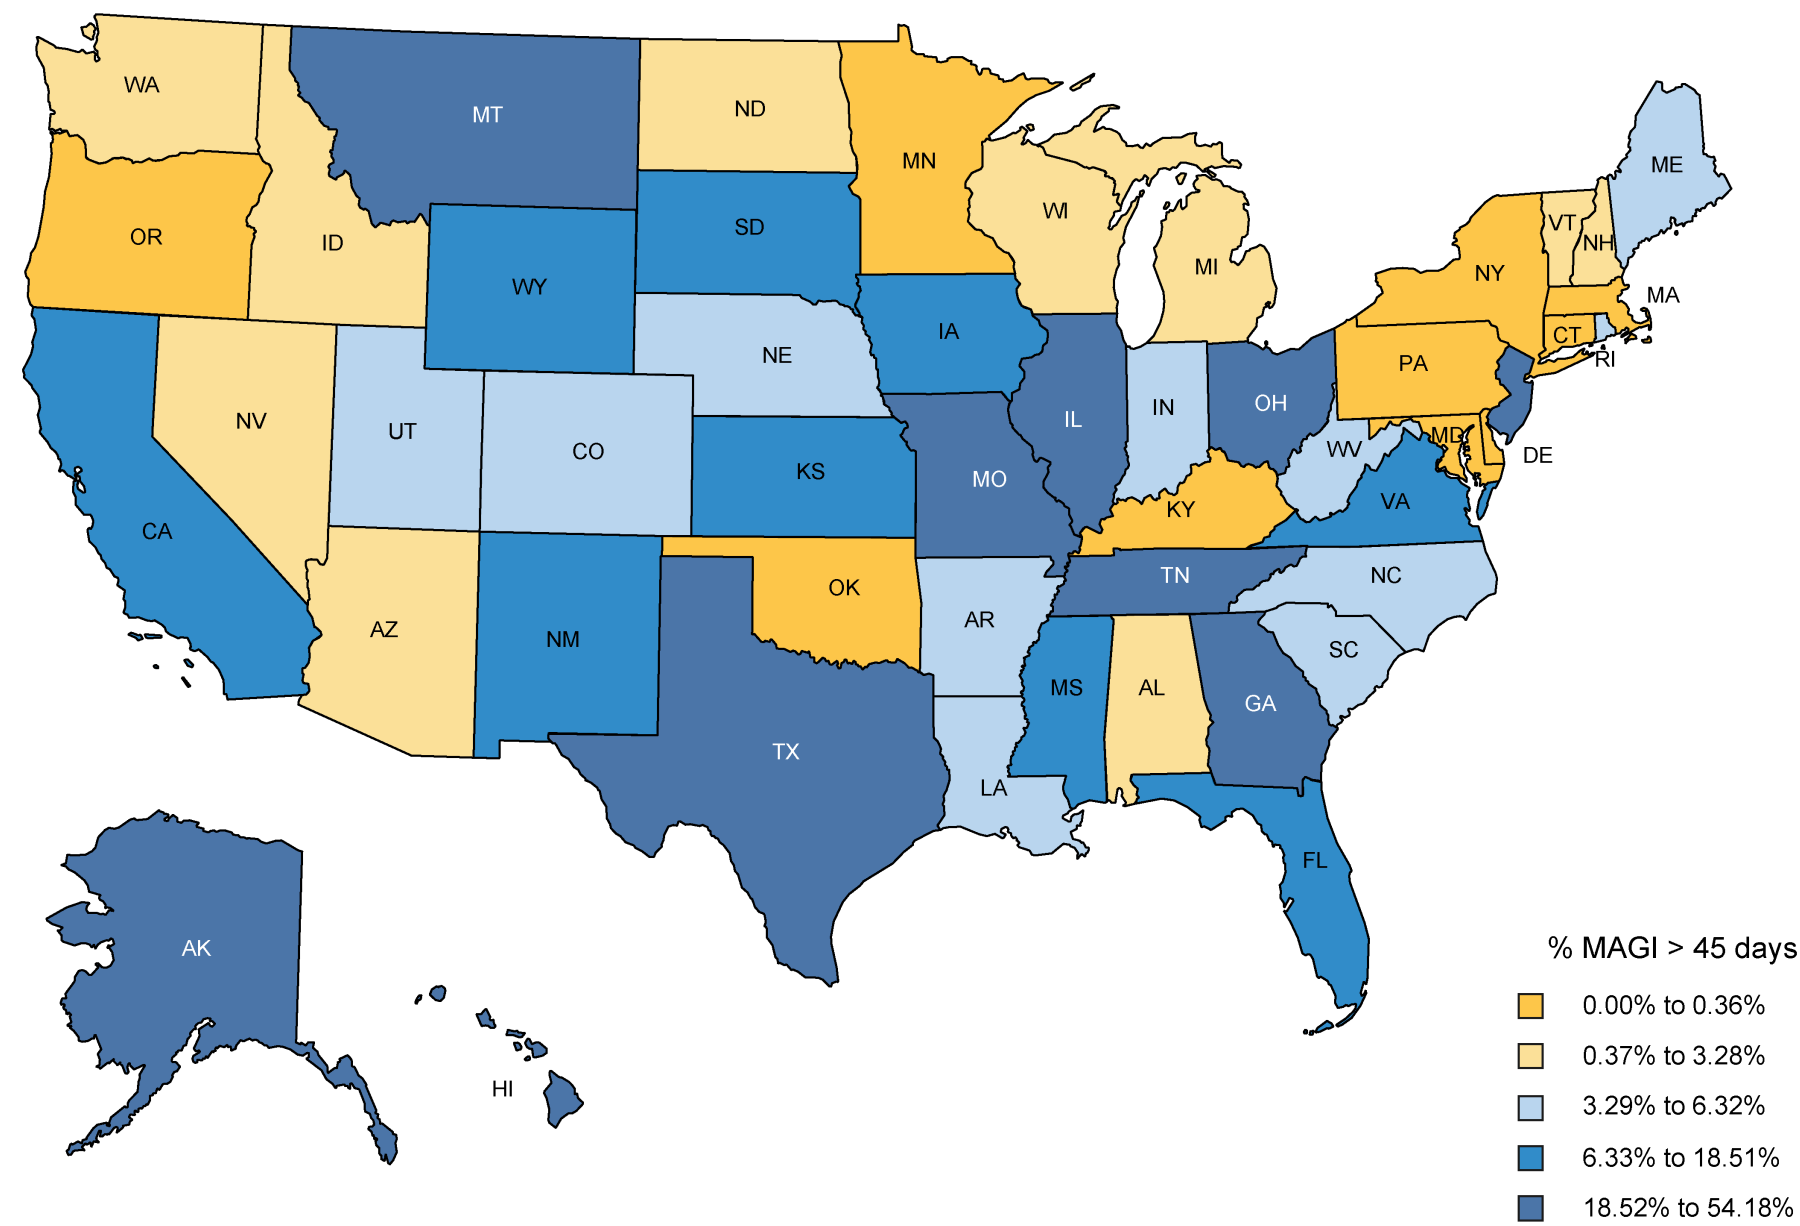 WA
MT
ND
MN
ME
OR
ID
SD
WI
VT
NH
MI
NY
WY
MA
IA
CT
NE
RI
PA
NV
UT
CO
IL
IN
OH
MD
KS
WV
DE
MO
VA
KY
CA
TN
NC
OK
AR
AZ
NM
SC
MS
AL
GA
TX
LA
FL
AK
HI
% MAGI > 45 days
0.00% to 0.36%
0.37% to 3.28%
3.29% to 6.32%
6.33% to 18.51%
18.52% to 54.18%